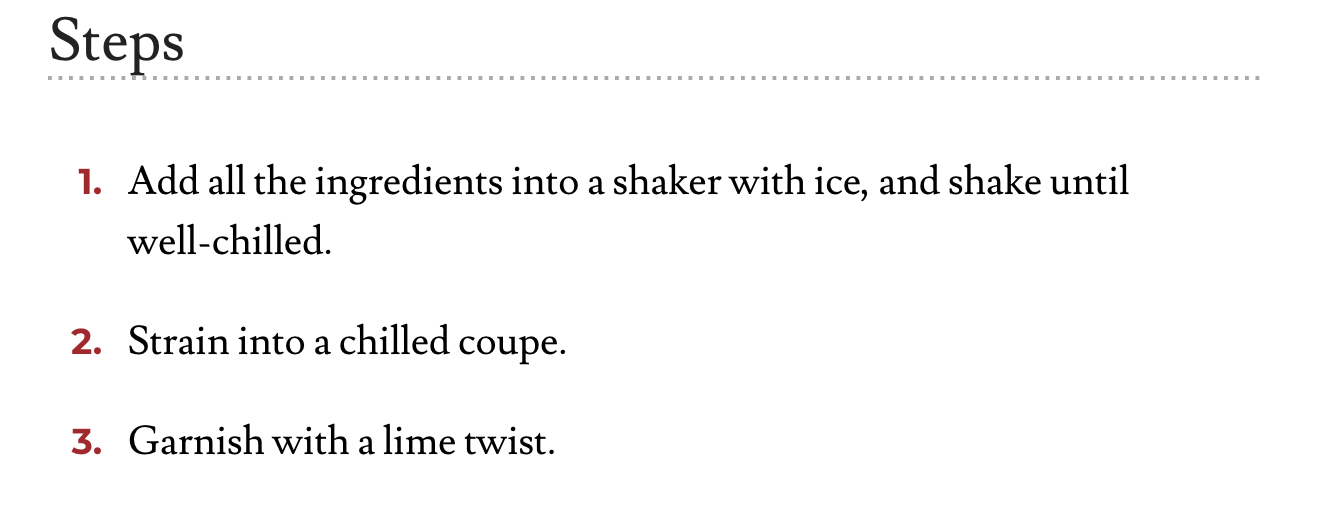 Steps
1. Add all the ingredients into a shaker with ice, and shake until
well-chilled.
2. Strain into a chilled coupe.
3. Garnish with a lime twist.